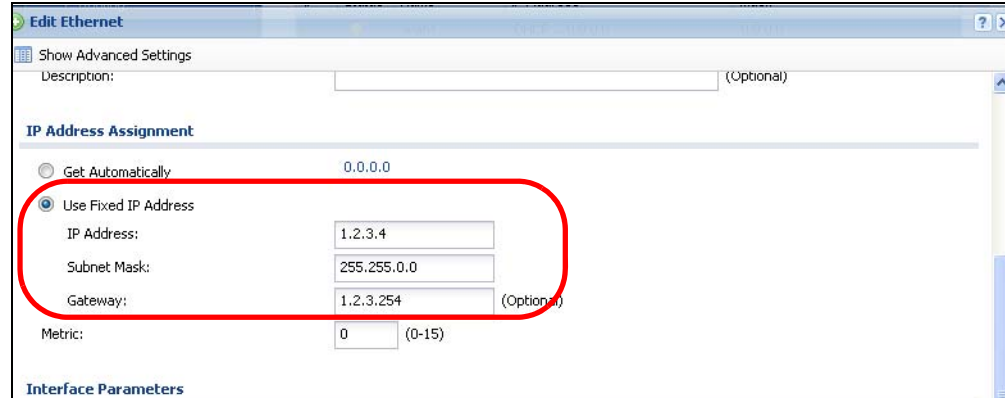 Edit Ethernet
?
Show Advanced Settings
Description: (Optional)
IP Address Assignment
Get Automatically 0.0.0.0
Use Fixed IP Address
IP Address: 1.2.3.4
Subnet Mask: 255.255.0.0
Gateway: 1.2.3.254 (Optional)
Metric: 0 (0-15)
Interface Parameters